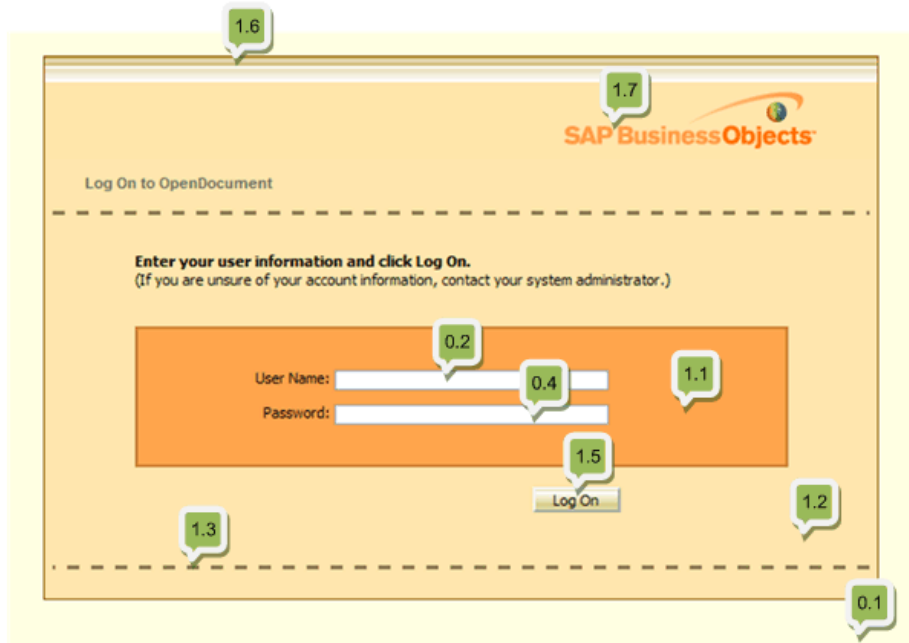 1.6
1.7
SAP BusinessObjects
Log On to OpenDocument
Enter your user information and click Log On.
(If you are unsure of your account information, contact your system administrator.)
0.2
User Name:
0.4
1.1
Password:
1.5
Log On
1.2
1.3
0.1